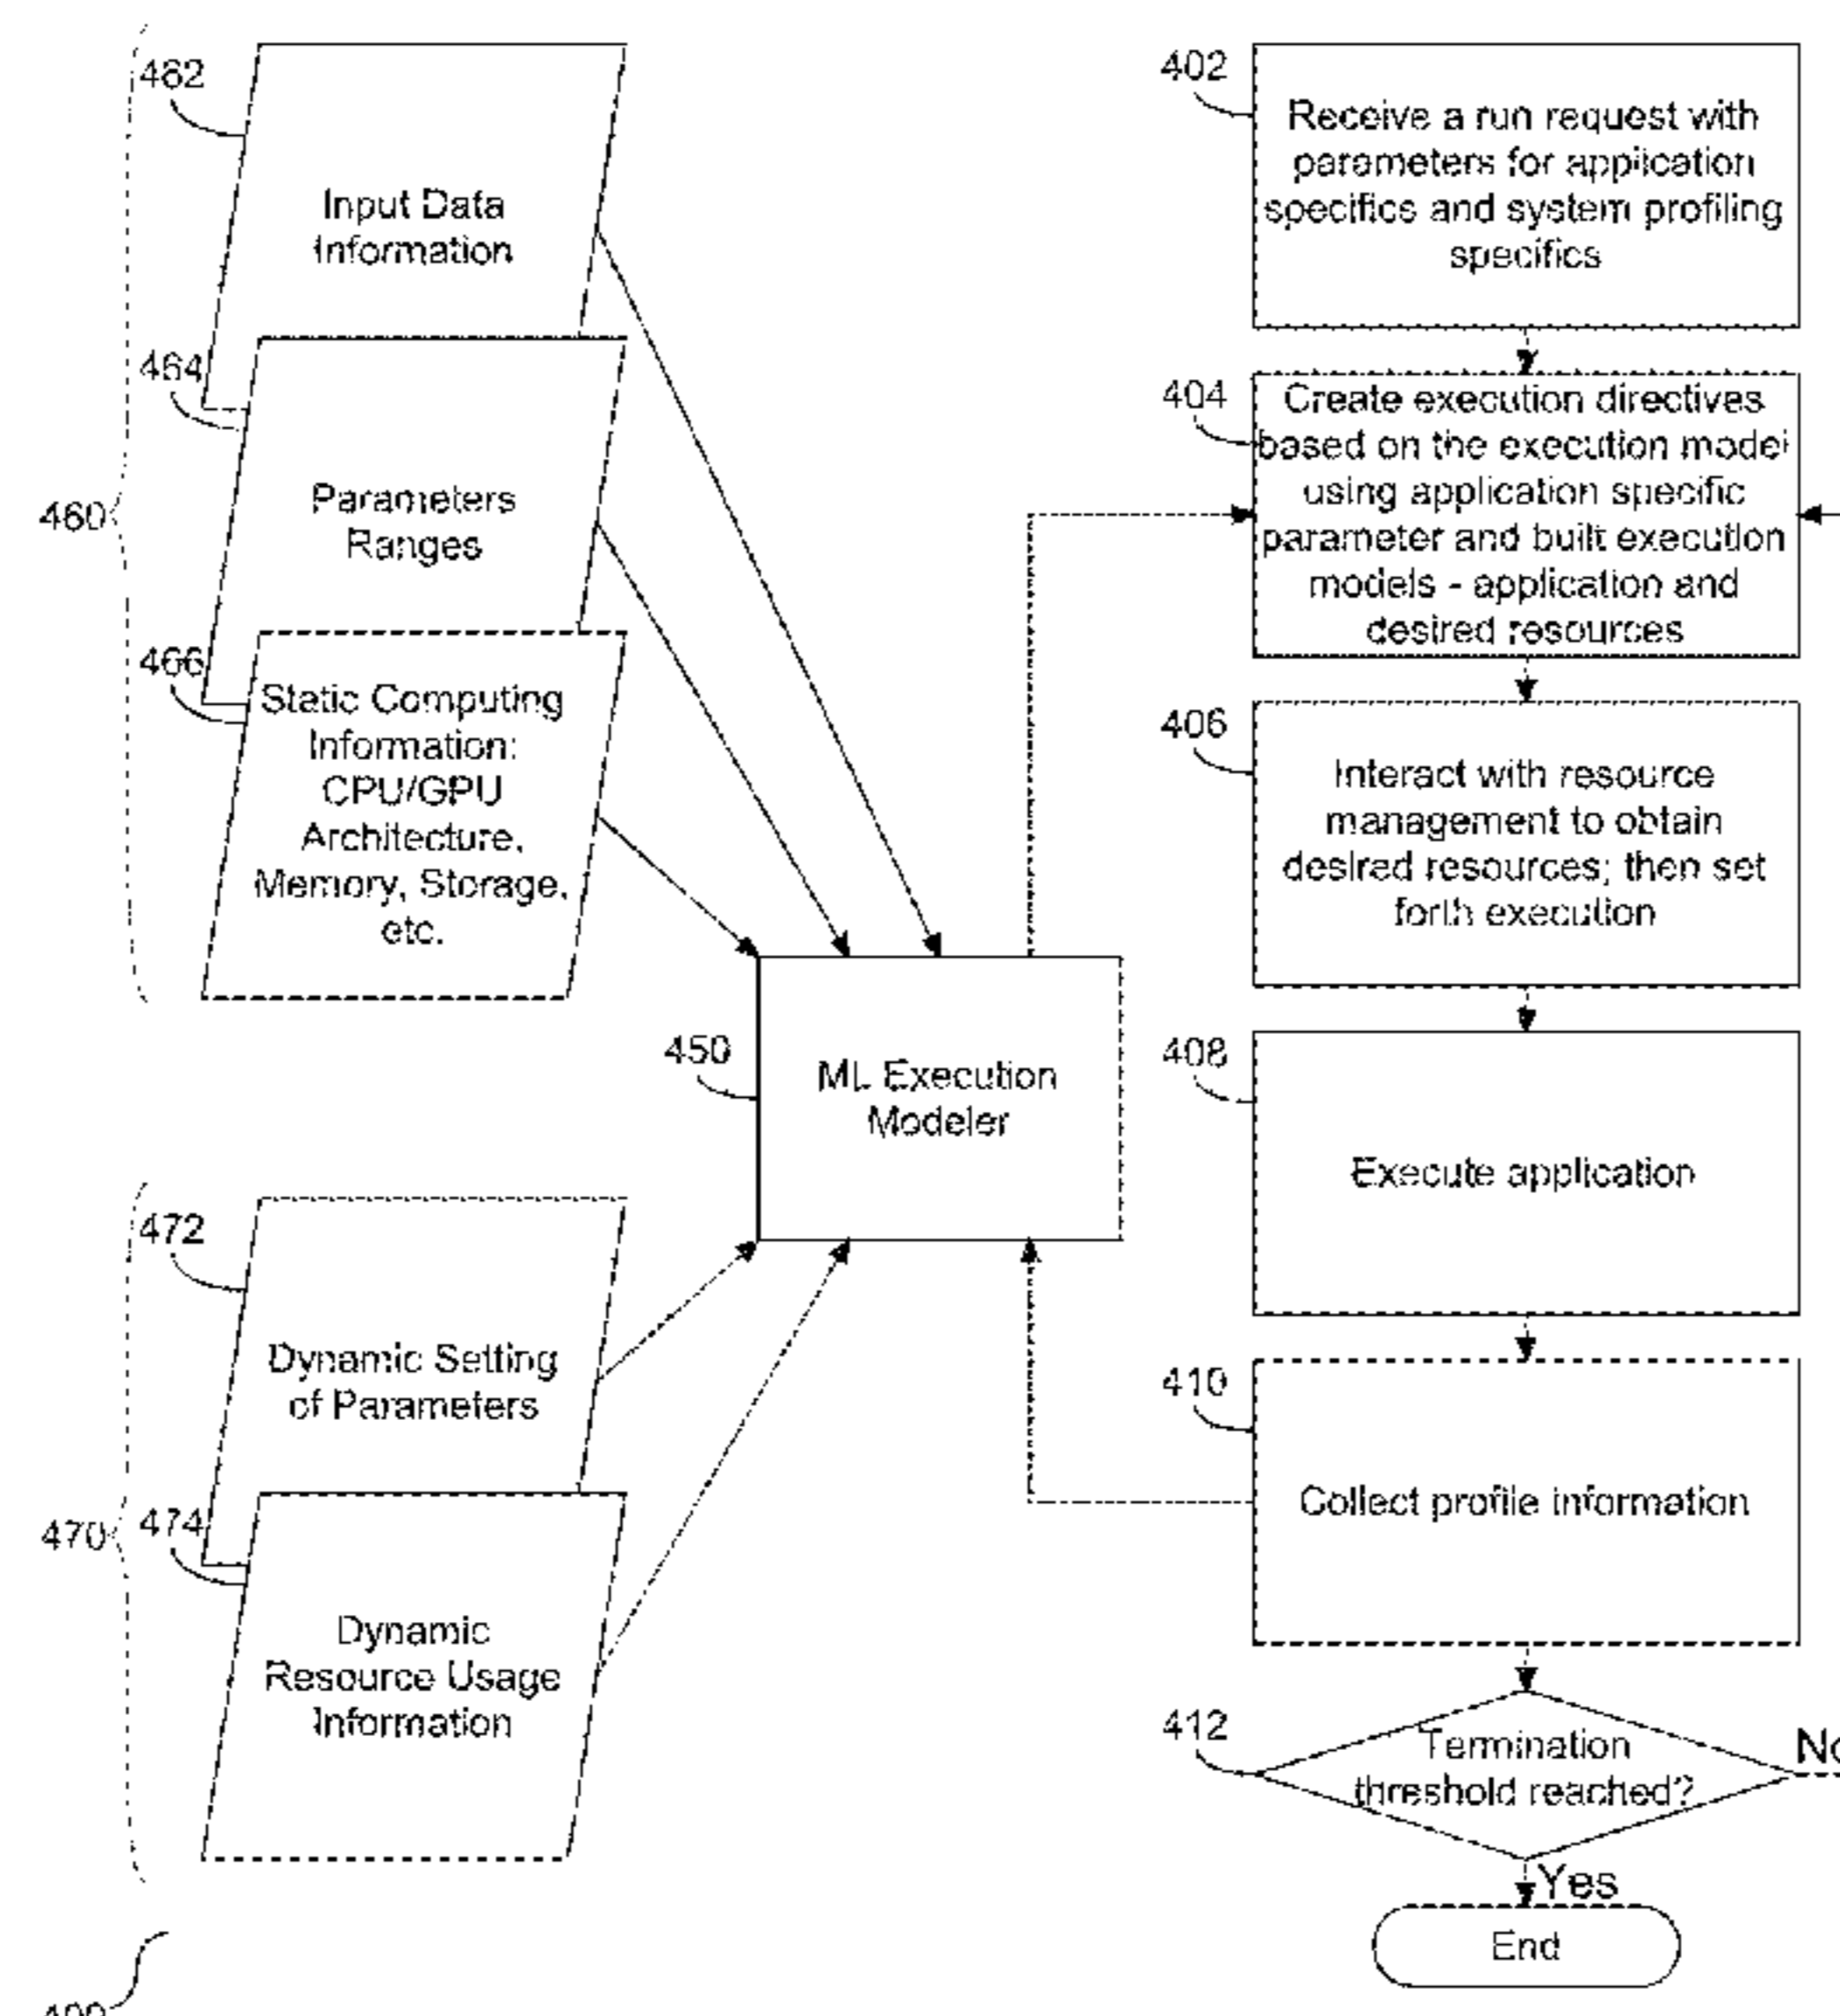 460
462
Input Data
Information
464
Parameters
Ranges
466
Static Computing
Information:
CPU/GPU
Architecture,
Memory, Storage,
etc.
470
472
Dynamic Setting
of Parameters
474
Dynamic
Resource Usage
Information
450
ML Execution
Modeler
402
Receive a run request with
parameters for application
specifics and system profiling
specifics
404
Create execution directives
based on the execution model
using application specific
parameter and built execution
models - application and
desired resources
406
Interact with resource
management to obtain
desired resources; then set
forth execution
408
Execute application
410
Collect profile information
412
Termination
threshold reached?
No
Yes
End